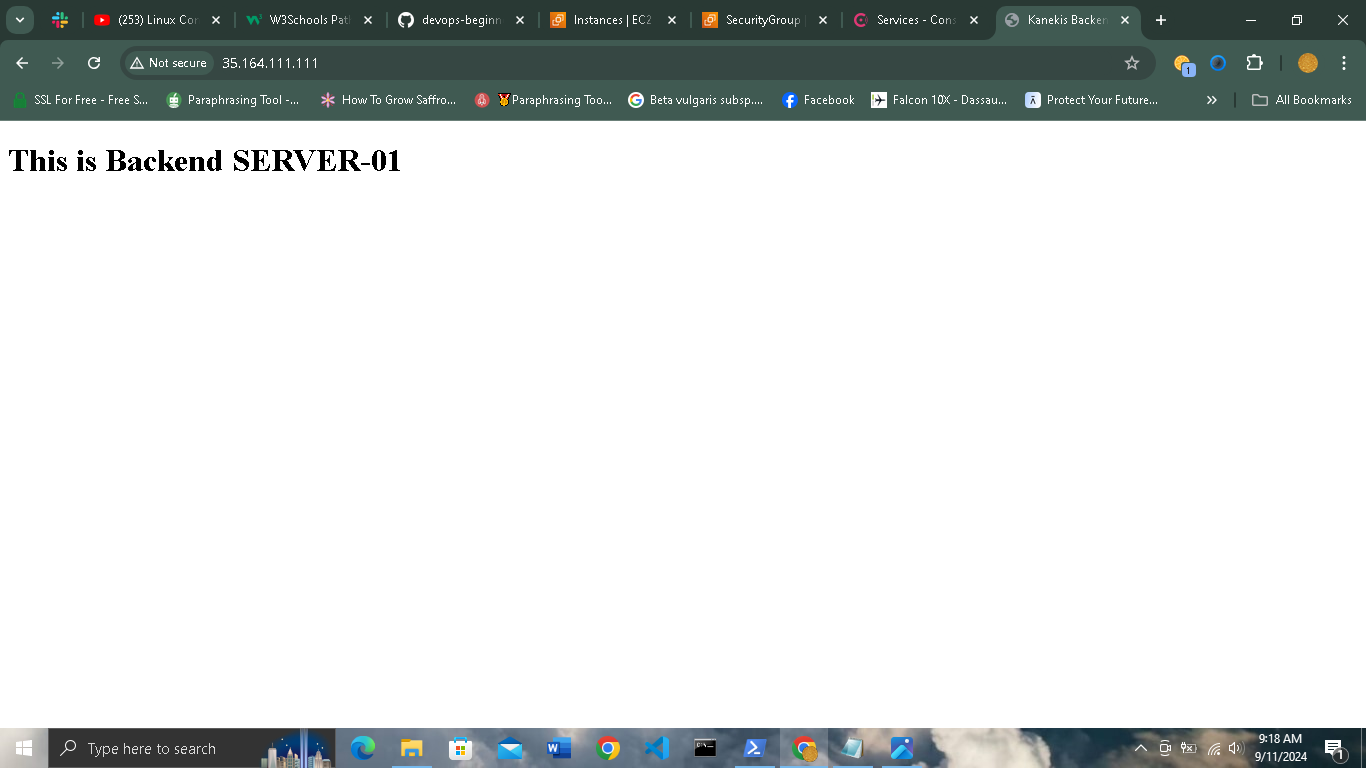 (253) Linux Cor
W3Schools Patl
devops-beginn
Instances | EC2
SecurityGroup |
Services - Cons
Kanekis Backen
Not secure
35.164.111.111
1
SSL For Free - Free S...
Paraphrasing Tool -...
How To Grow Saffro...
Paraphrasing Too...
Beta vulgaris subsp....
Facebook
Falcon 10X - Dassau...
Protect Your Future...
All Bookmarks
This is Backend SERVER-01
Type here to search
9:18 AM
9/11/2024
1